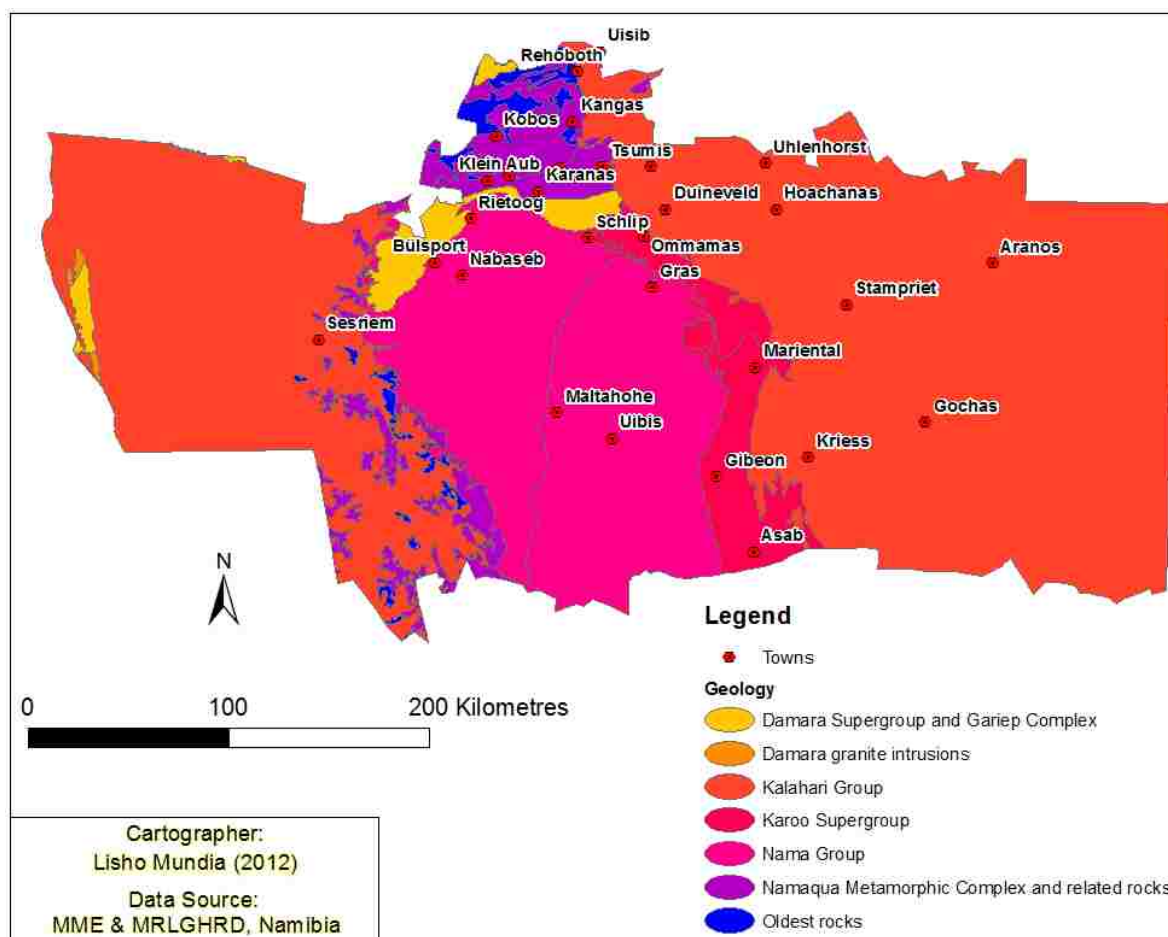 Uisib
Rehoboth
Kangas
Kobos
Tsumis
Uhlenhorst
Klein Aub
Karanas
Duineveld
Hoachanas
Rietoog
Schlip
Ommamas
Bulsport
Nabaseb
Gras
Aranos
Stampriet
Sesriem
Mariental
Maltahohe
Uibis
Gochas
Kriess
Gibeon
Asab
N
0 100 200 Kilometres
Legend
Towns
Geology
Damara Supergroup and Gariep Complex
Damara granite intrusions
Kalahari Group
Karoo Supergroup
Nama Group
Namaqua Metamorphic Complex and related rocks
Oldest rocks
Cartographer:
Lisho Mundia (2012)
Data Source:
MME & MRLGHRD, Namibia